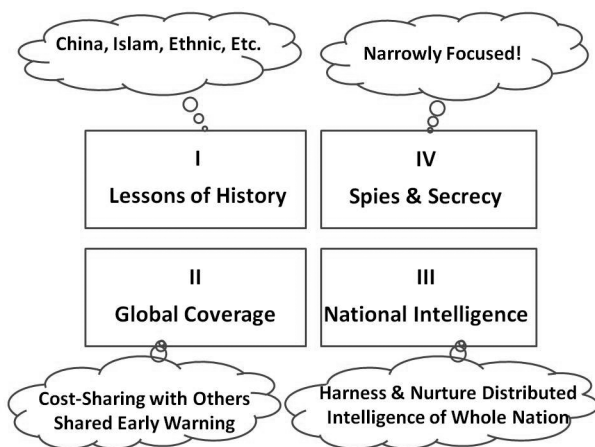 China, Islam, Ethnic, Etc.
Narrowly Focused!
I
Lessons of History
IV
Spies & Secrecy
II
Global Coverage
III
National Intelligence
Cost-Sharing with Others
Shared Early Warning
Harness & Nurture Distributed
Intelligence of Whole Nation